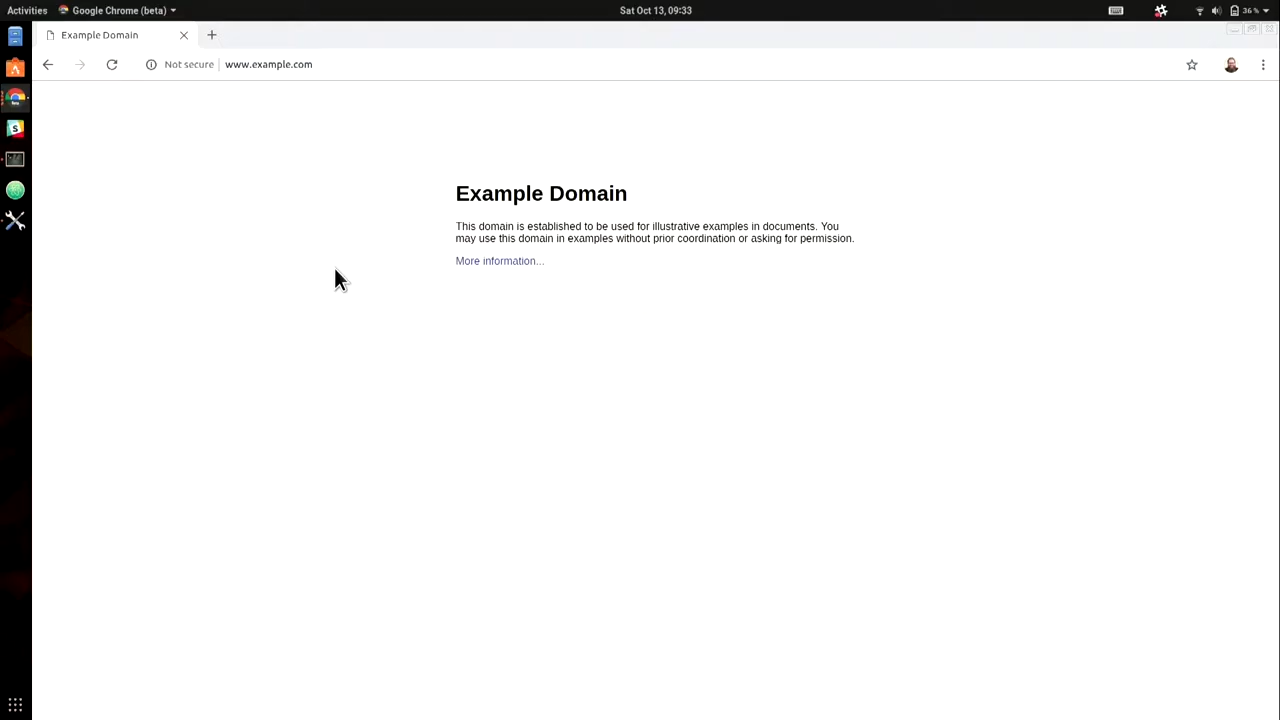 Activities Google Chrome (beta) Sat Oct 13, 09:33 36 %
Example Domain
Not secure www.example.com
Example Domain
This domain is established to be used for illustrative examples in documents. You
may use this domain in examples without prior coordination or asking for permission.
More information...